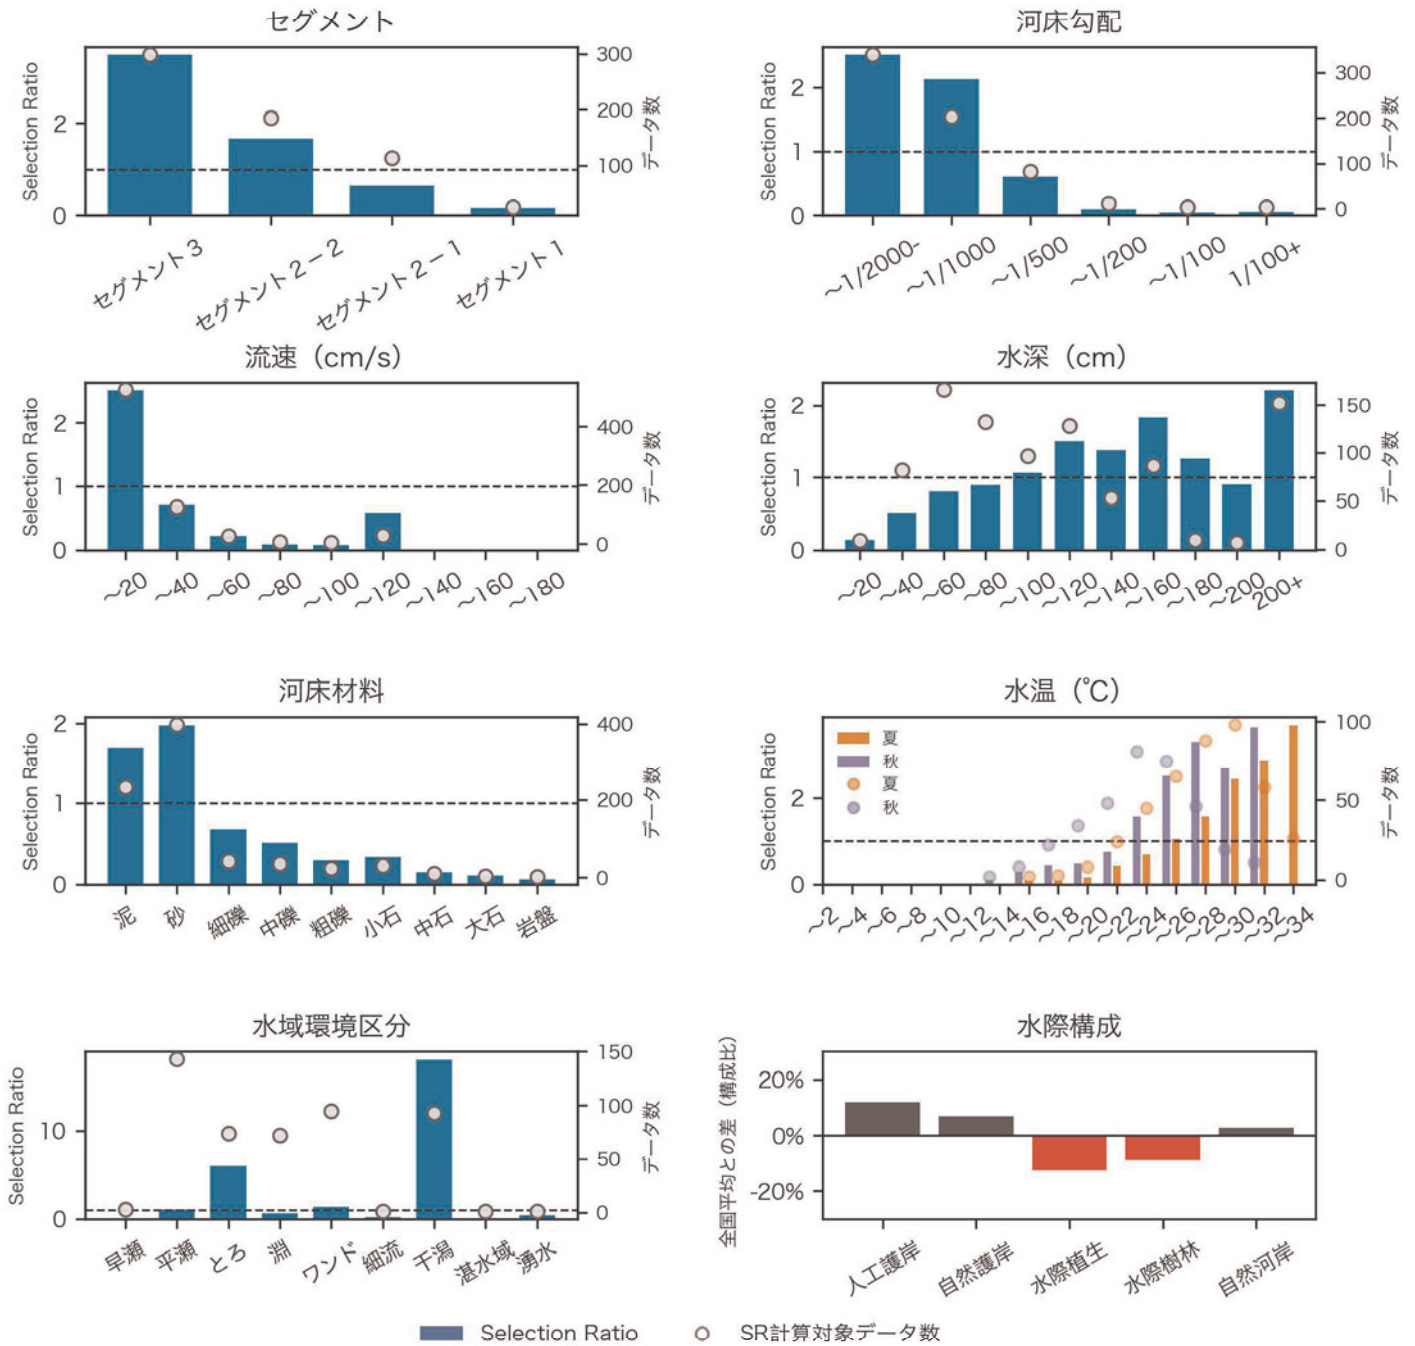 セグメント
Selection Ratio
2
0
300
200
100
データ数
セグメント3
セグメント2－2
セグメント2－1
セグメント1
河床勾配
Selection Ratio
2
1
0
300
200
100
0
データ数
～1/2000-
～1/1000
～1/500
～1/200
～1/100
1/100+
流速（cm/s）
Selection Ratio
2
1
0
400
200
0
データ数
～20
～40
～60
～80
～100
～120
～140
～160
～180
水深（cm）
Selection Ratio
2
1
0
150
100
50
0
データ数
～20
～40
～60
～80
～100
～120
～140
～160
～180
～200
200+
河床材料
Selection Ratio
2
1
0
400
200
0
データ数
泥
砂
細礫
中礫
粗礫
小石
中石
大石
岩盤
水温（℃）
Selection Ratio
2
0
夏
秋
夏
秋
100
50
0
データ数
～2
～4
～6
～8
～10
～12
～14
～16
～18
～20
～22
～24
～26
～28
～30
～32
～34
水域環境区分
Selection Ratio
10
0
150
100
50
0
データ数
早瀬
平瀬
とろ
淵
ワンド
細流
干潟
湛水域
湧水
水際構成
全国平均との差（構成比）
20%
0%
-20%
人工護岸
自然護岸
水際植生
水際樹林
自然河岸
Selection Ratio
SR計算対象データ数